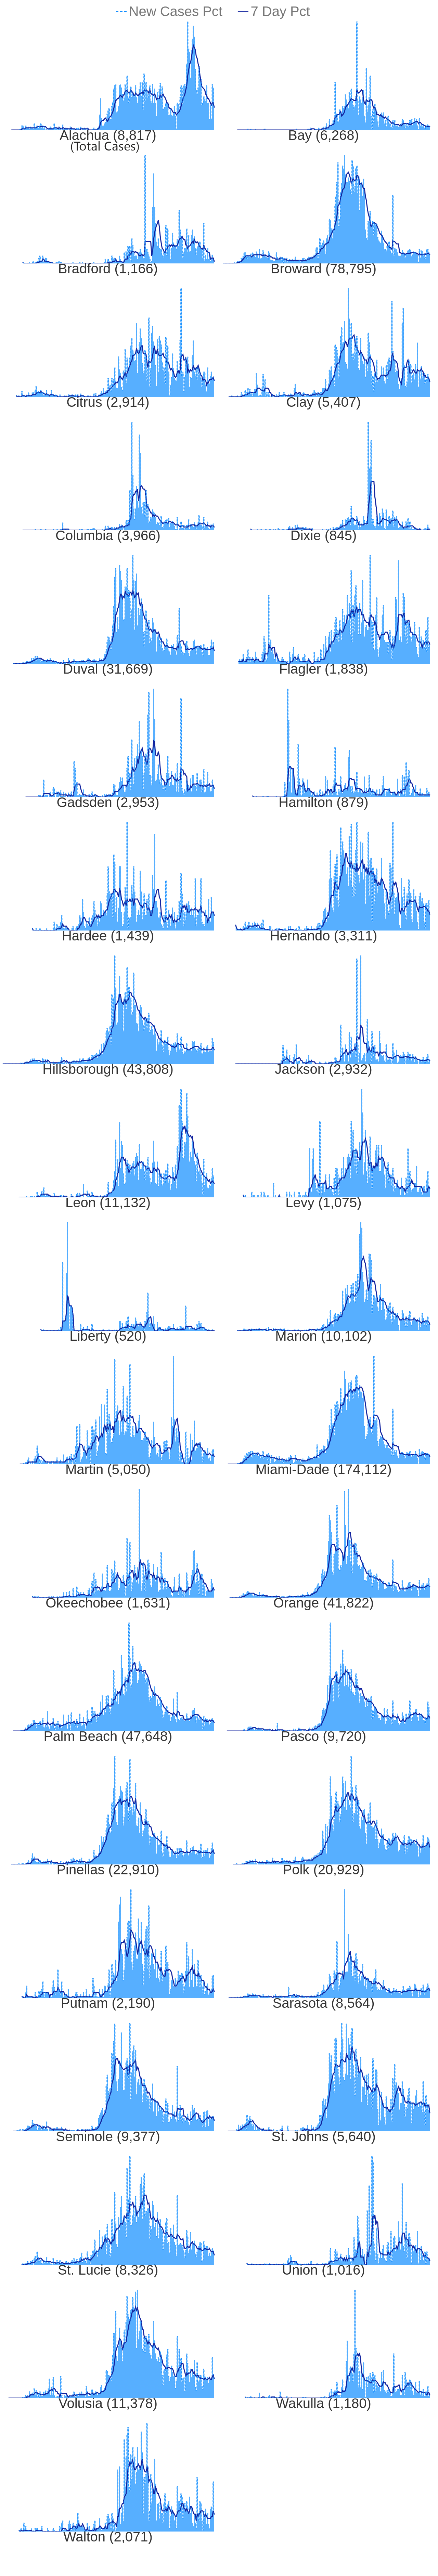 New Cases Pct 7 Day Pct
Alachua (8,817)
(Total Cases)
Bay (6,268)
Bradford (1,166)
Broward (78,795)
Citrus (2,914)
Clay (5,407)
Columbia (3,966)
Dixie (845)
Duval (31,669)
Flagler (1,838)
Gadsden (2,953)
Hamilton (879)
Hardee (1,439)
Hernando (3,311)
Hillsborough (43,808)
Jackson (2,932)
Leon (11,132)
Levy (1,075)
Liberty (520)
Marion (10,102)
Martin (5,050)
Miami-Dade (174,112)
Okeechobee (1,631)
Orange (41,822)
Palm Beach (47,648)
Pasco (9,720)
Pinellas (22,910)
Polk (20,929)
Putnam (2,190)
Sarasota (8,564)
Seminole (9,377)
St. Johns (5,640)
St. Lucie (8,326)
Union (1,016)
Volusia (11,378)
Wakulla (1,180)
Walton (2,071)